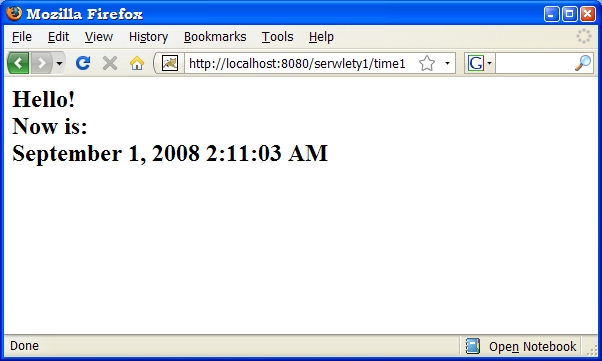 Mozilla Firefox
File Edit View History Bookmarks Tools Help
http://localhost:8080/serwlety1/time1 G
Hello!
Now is:
September 1, 2008 2:11:03 AM
Done Open Notebook